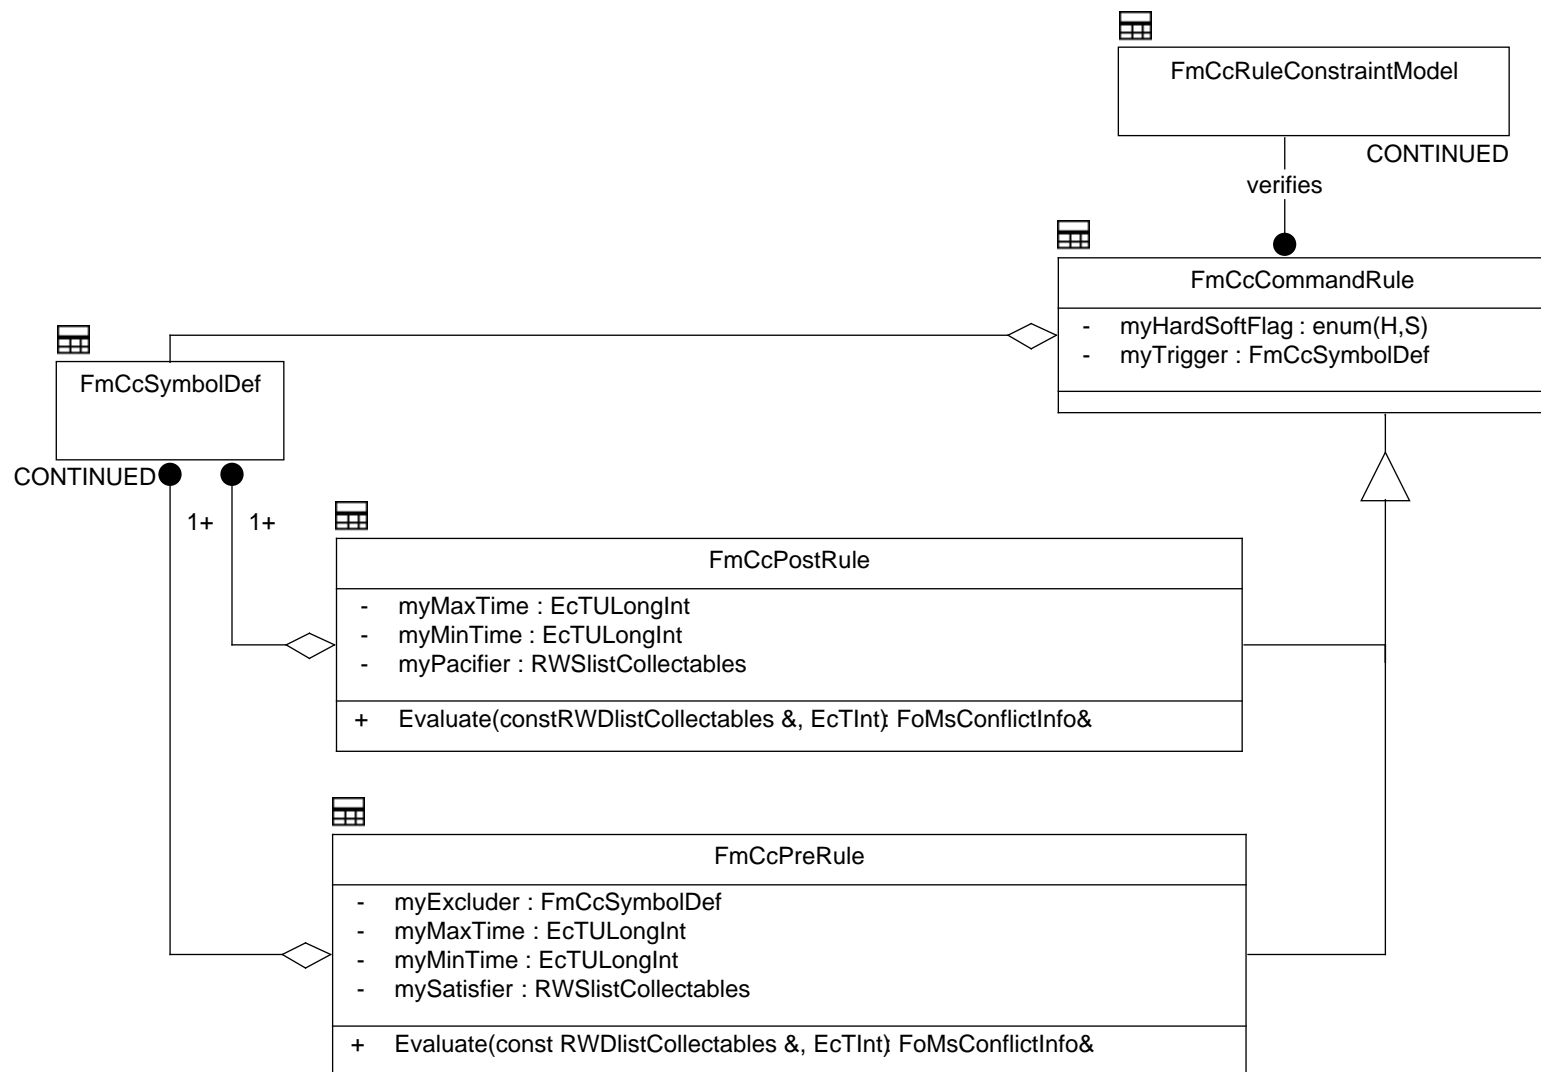 FmCcRuleConstraintModel
CONTINUED
verifies
FmCcCommandRule
- myHardSoftFlag : enum(H,S)
- myTrigger : FmCcSymbolDef
FmCcSymbolDef
CONTINUED
1+ 1+
FmCcPostRule
- myMaxTime : EcTULongInt
- myMinTime : EcTULongInt
- myPacifier : RWSlistCollectables
+ Evaluate(constRWDlistCollectables &, EcTInt): FoMsConflictInfo&
FmCcPreRule
- myExcluder : FmCcSymbolDef
- myMaxTime : EcTULongInt
- myMinTime : EcTULongInt
- mySatisfier : RWSlistCollectables
+ Evaluate(const RWDlistCollectables &, EcTInt): FoMsConflictInfo&